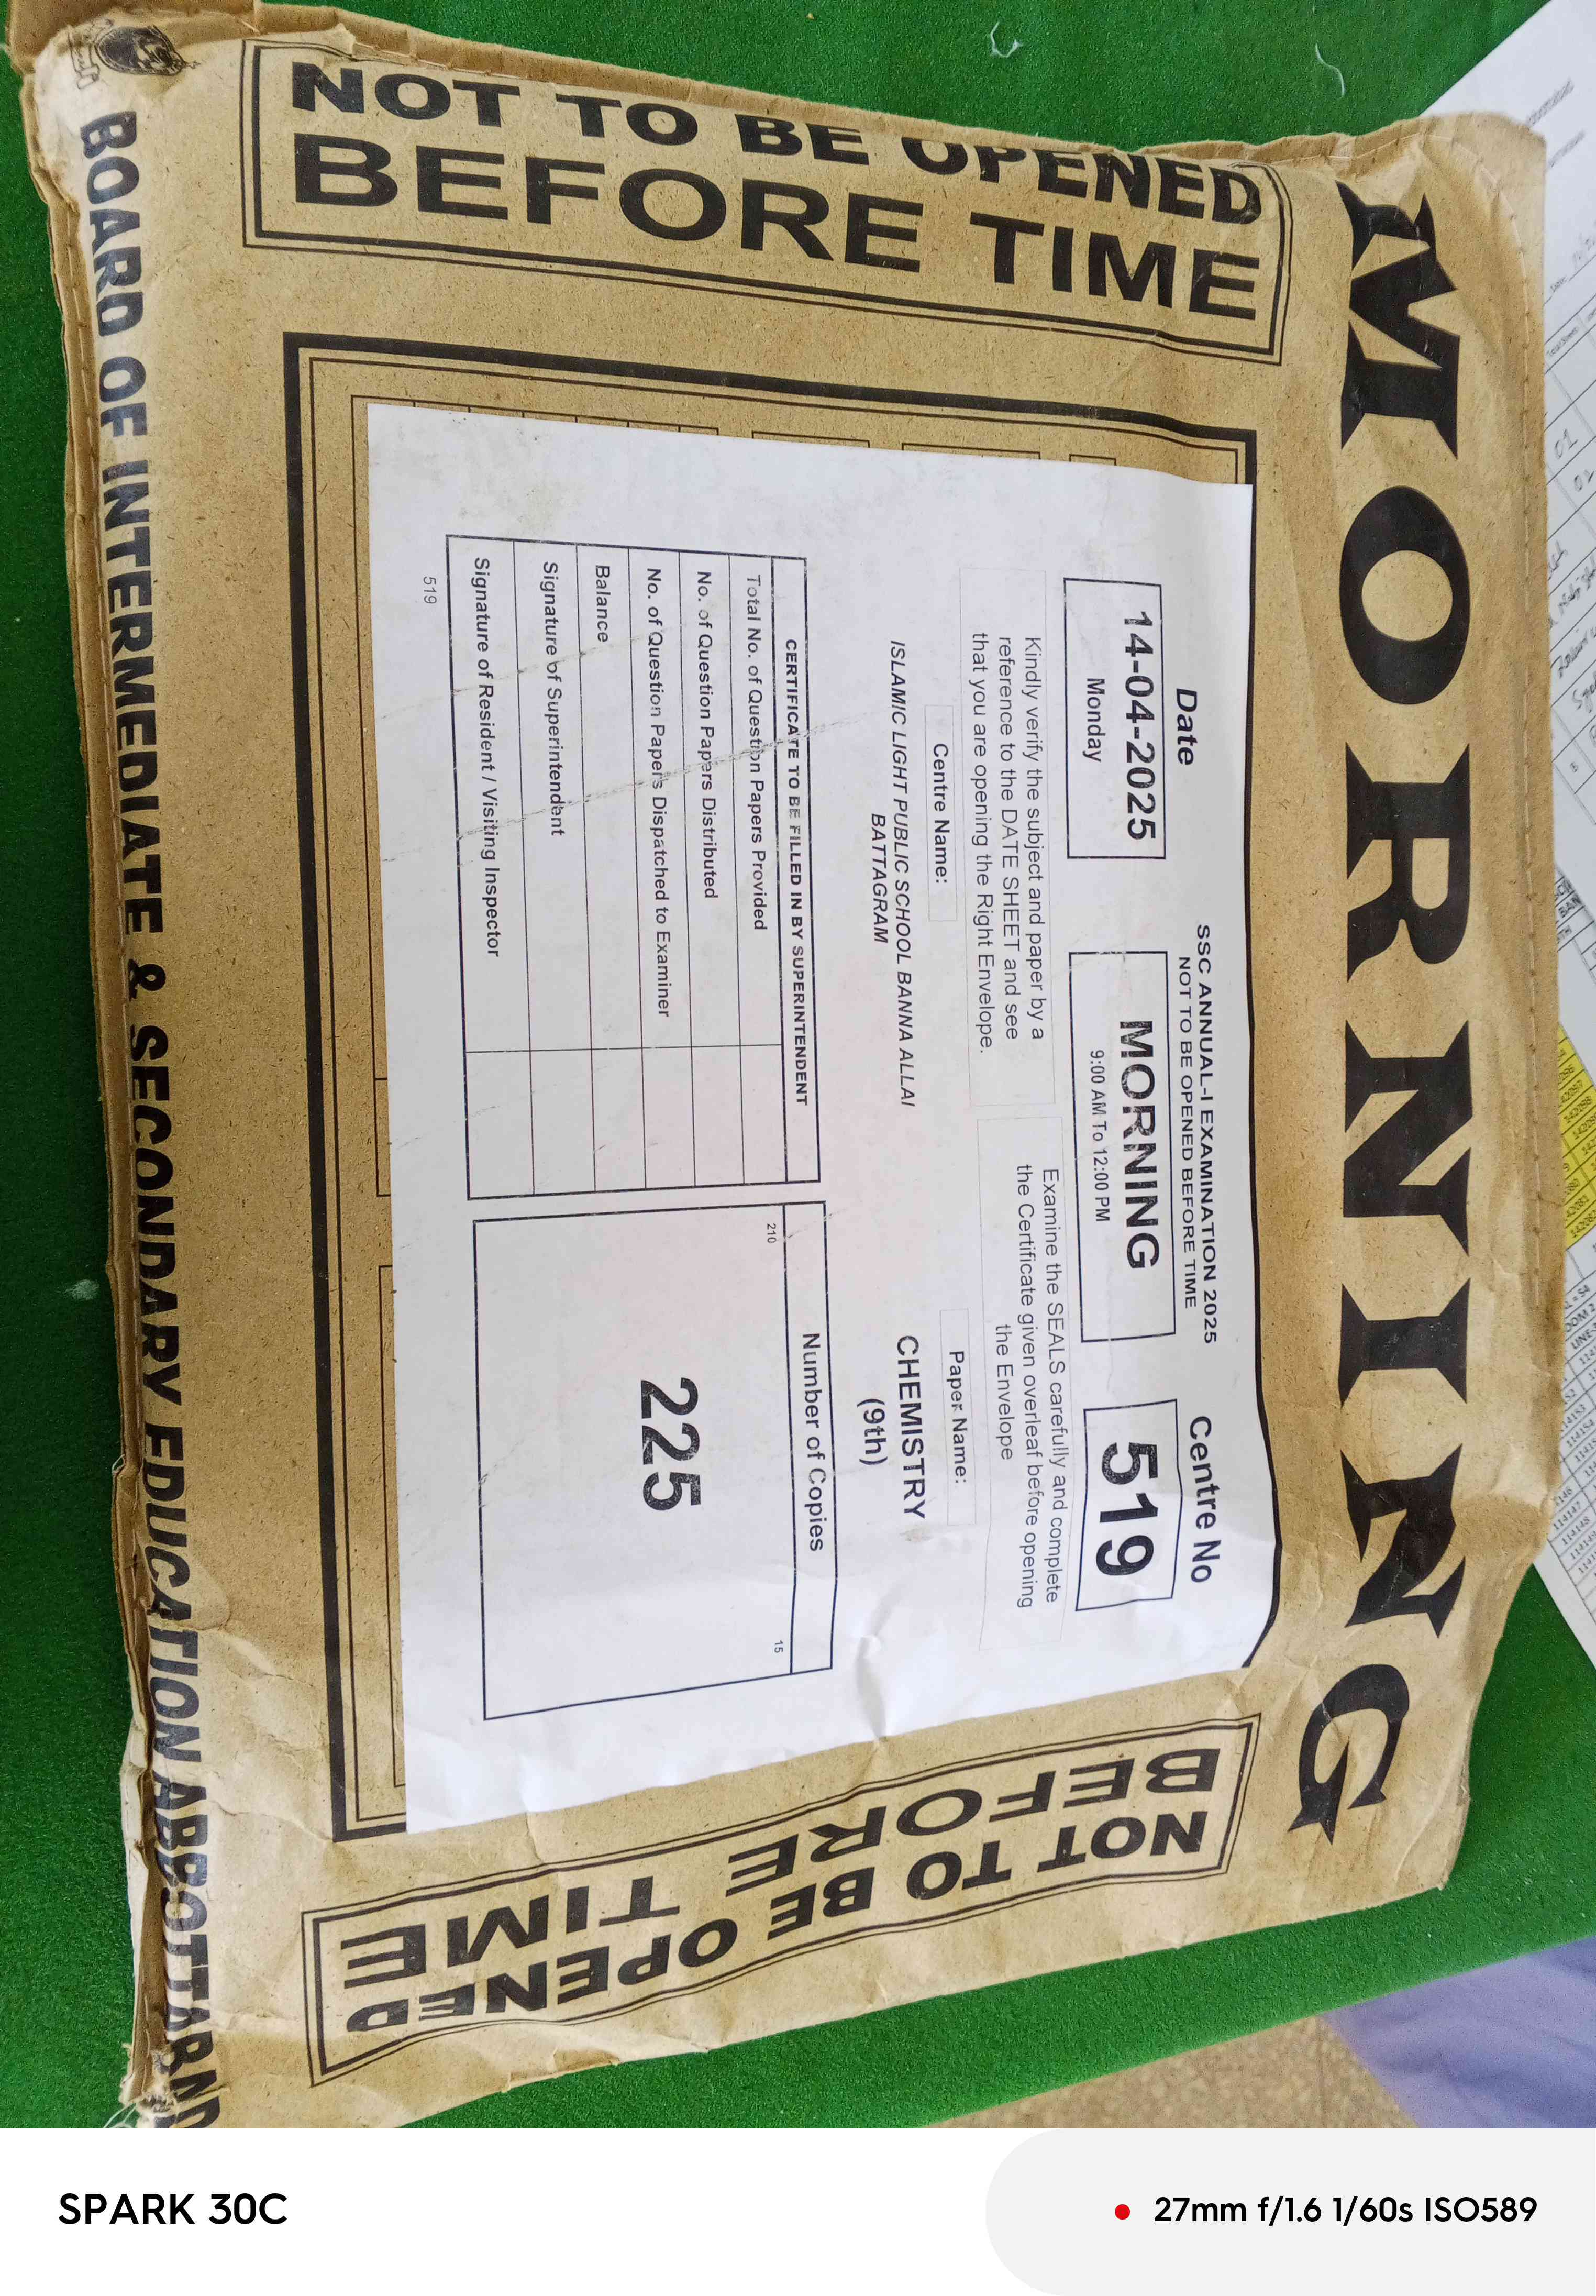 MORNING
NOT TO BE OPENED
BEFORE TIME
SSC ANNUAL-I EXAMINATION 2025
NOT TO BE OPENED BEFORE TIME
Date
14-04-2025
Monday
MORNING
9:00 AM To 12:00 PM
Centre No
519
Kindly verify the subject and paper by a
reference to the DATE SHEET and see
that you are opening the Right Envelope.
Examine the SEALS carefully and complete
the Certificate given overleaf before opening
the Envelope
Centre Name:
ISLAMIC LIGHT PUBLIC SCHOOL BANNA ALLAI
BATTAGRAM
Paper Name:
CHEMISTRY
(9th)
CERTIFICATE TO BE FILLED IN BY SUPERINTENDENT
Total No. of Question Papers Provided
No. of Question Papers Distributed
No. of Question Papers Dispatched to Examiner
Balance
Signature of Superintendent
Signature of Resident / Visiting Inspector
519
Number of Copies
210
15
225
NOT TO BE OPENED
BEFORE TIME
BOARD OF INTERMEDIATE & SECONDARY EDUCATION ABBOTTABAD
SPARK 30C
27mm f/1.6 1/60s ISO589